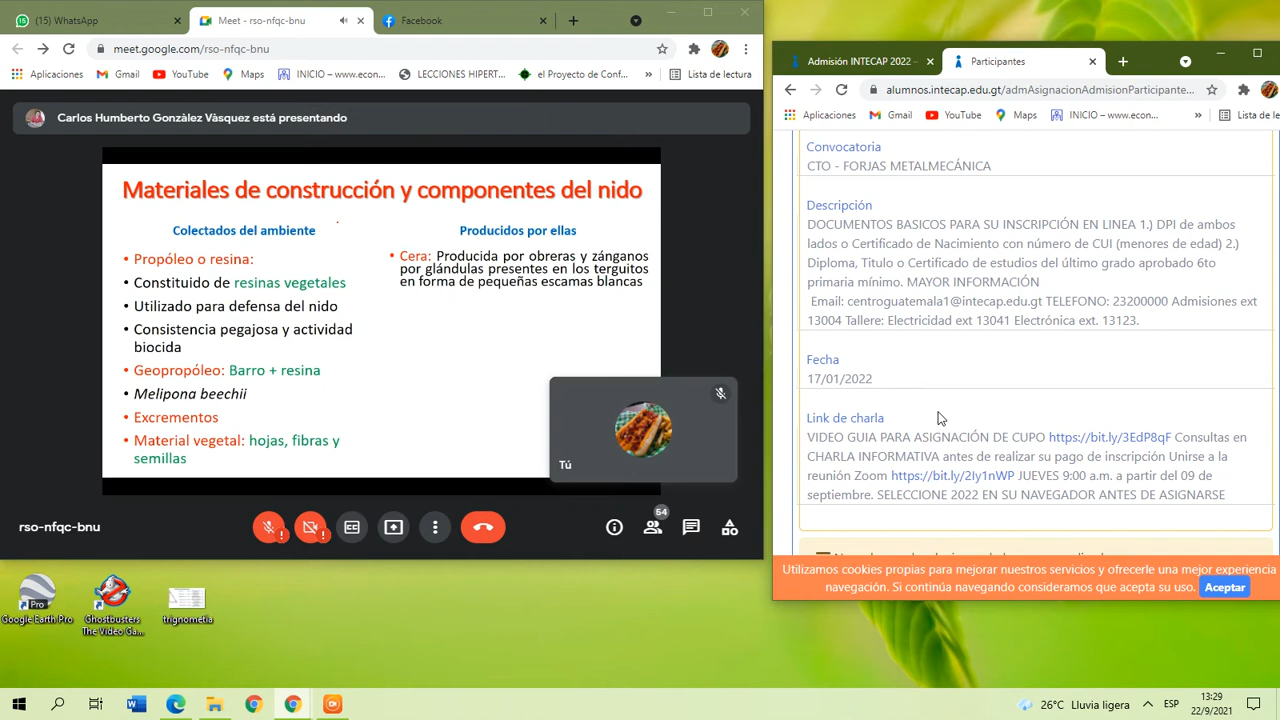 (15) WhatsApp
Meet - rso-nfqc-bnu
Facebook
meet.google.com/rso-nfqc-bnu
Aplicaciones
Gmail
YouTube
Maps
INICIO – www.econ...
LECCIONES HIPERT...
el Proyecto de Conf...
»
Lista de lectura
Carlos Humberto Gonzàlez Vàsquez está presentando
Materiales de construcción y componentes del nido
Colectados del ambiente
• Propóleo o resina:
• Constituido de resinas vegetales
• Utilizado para defensa del nido
• Consistencia pegajosa y actividad
biocida
• Geopropóleo: Barro + resina
• Melipona beechii
• Excrementos
• Material vegetal: hojas, fibras y
semillas
Producidos por ellas
• Cera: Producida por obreras y zánganos
por glándulas presentes en los terguitos
en forma de pequeñas escamas blancas
Tú
rso-nfqc-bnu
54
Admisión INTECAP 2022 –
Participantes
alumnos.intecap.edu.gt/admAsignacionAdmisionParticipante...
Aplicaciones
Gmail
YouTube
Maps
INICIO – www.econ...
»
Lista de le
Convocatoria
CTO - FORJAS METALMECÁNICA
Descripción
DOCUMENTOS BASICOS PARA SU INSCRIPCIÓN EN LINEA 1.) DPI de ambos
lados o Certificado de Nacimiento con número de CUI (menores de edad) 2.)
Diploma, Titulo o Certificado de estudios del último grado aprobado 6to
primaria mínimo. MAYOR INFORMACIÓN
Email: centroguatemala1@intecap.edu.gt TELEFONO: 23200000 Admisiones ext
13004 Tallere: Electricidad ext 13041 Electrónica ext. 13123.
Fecha
17/01/2022
Link de charla
VIDEO GUIA PARA ASIGNACIÓN DE CUPO https://bit.ly/3EdP8qF Consultas en
CHARLA INFORMATIVA antes de realizar su pago de inscripción Unirse a la
reunión Zoom https://bit.ly/2Iy1nWP JUEVES 9:00 a.m. a partir del 09 de
septiembre. SELECCIONE 2022 EN SU NAVEGADOR ANTES DE ASIGNARSE
Utilizamos cookies propias para mejorar nuestros servicios y ofrecerle una mejor experiencia
navegación. Si continúa navegando consideramos que acepta su uso. Aceptar
Google Earth Pro
Ghostbusters
The Video Ga...
trignometia
26°C Lluvia ligera
ESP
13:29
22/9/2021